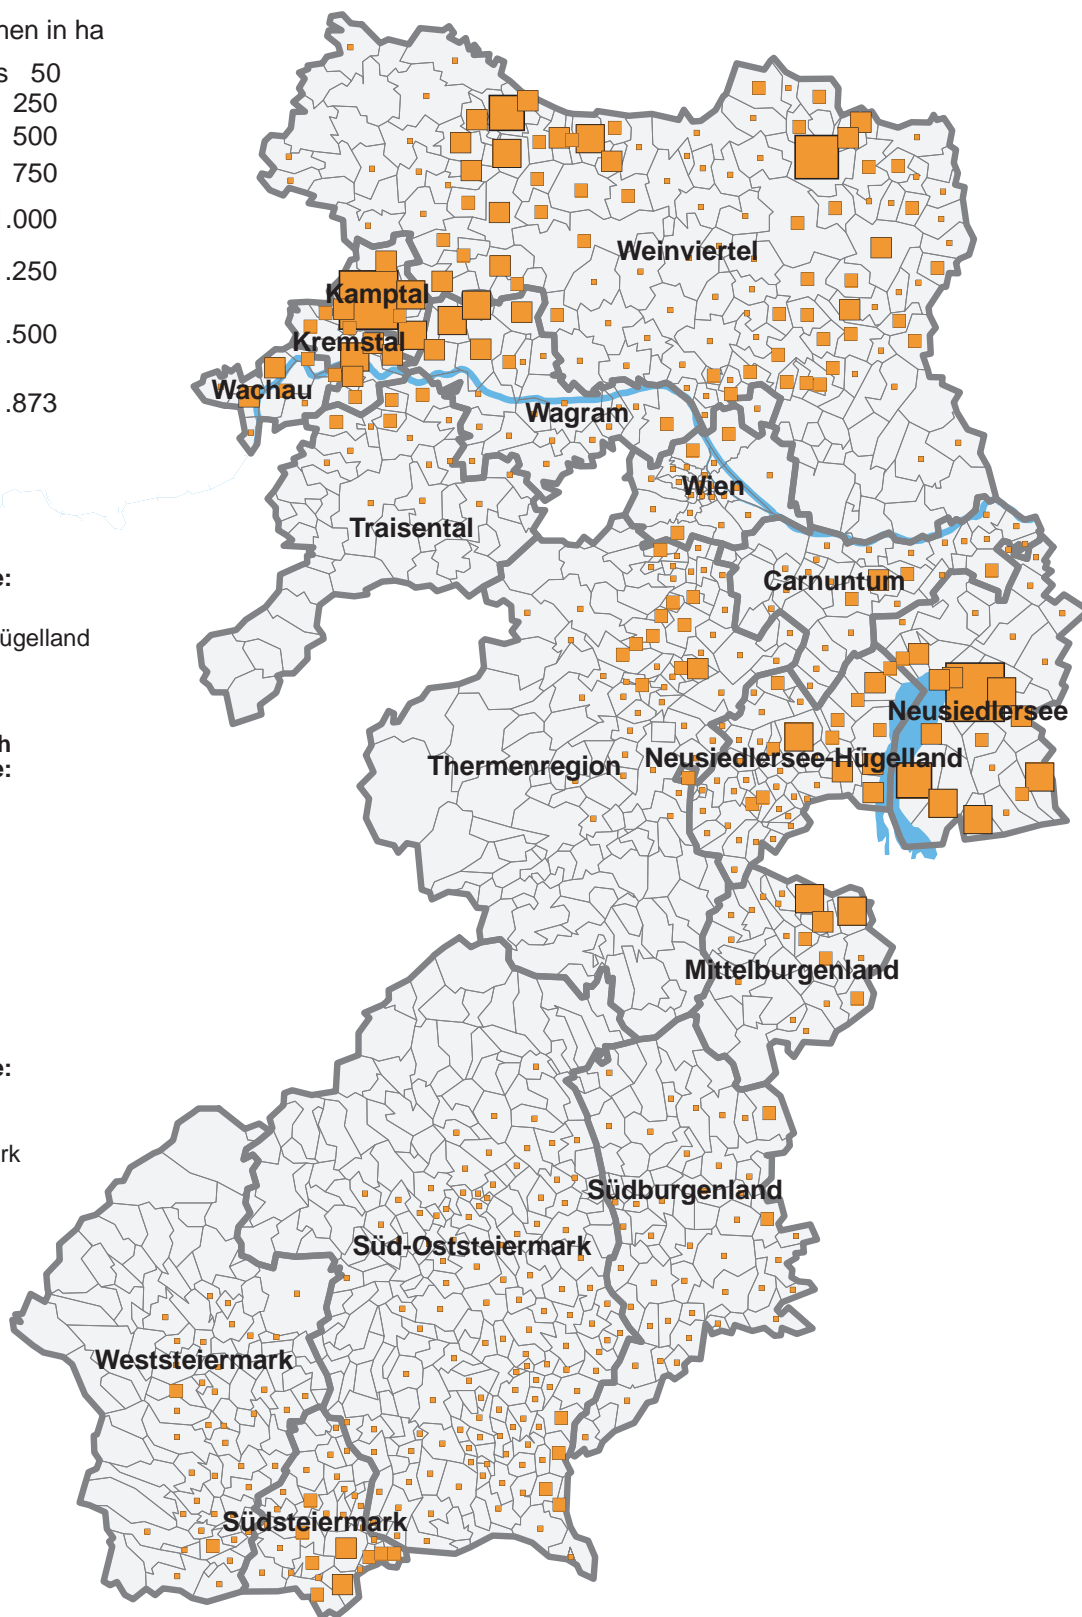 nen in ha
s 50
250
500
750
.000
.250
.500
.873
e:
ügelland
h
e:
e:
rk
Weinviertel
Kamptal
Kremstal
Wachau
Wagram
Wien
Traisental
Carnuntum
Neusiedlersee
Neusiedlersee-Hügelland
Thermenregion
Mittelburgenland
Südburgenland
Süd-Oststeiermark
Weststeiermark
Südsteiermark